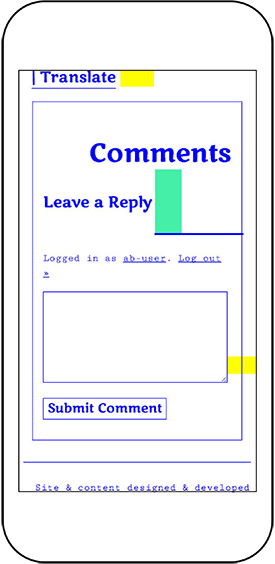 | Translate
Comments
Leave a Reply
Logged in as ab-user. Log out
»
Submit Comment
Site & content designed & developed